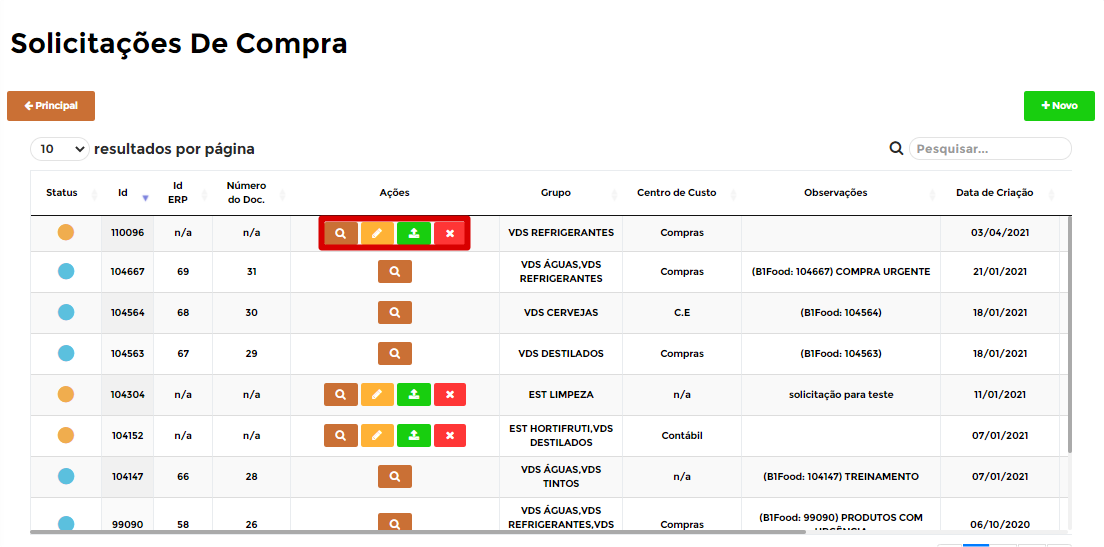 Solicitações De Compra
Principal
Novo
10 resultados por página
Pesquisar...
Status Id Id ERP Número do Doc. Ações Grupo Centro de Custo Observações Data de Criação
110096 n/a n/a VDS REFRIGERANTES Compras 03/04/2021
104667 69 31 VDS ÁGUAS,VDS REFRIGERANTES Compras (B1Food: 104667) COMPRA URGENTE 21/01/2021
104564 68 30 VDS CERVEJAS C.E (B1Food: 104564) 18/01/2021
104563 67 29 VDS DESTILADOS Compras (B1Food: 104563) 18/01/2021
104304 n/a n/a EST LIMPEZA n/a solicitação para teste 11/01/2021
104152 n/a n/a EST HORTIFRUTI,VDS DESTILADOS Contábil 07/01/2021
104147 66 28 VDS ÁGUAS,VDS TINTOS n/a (B1Food: 104147) TREINAMENTO 07/01/2021
99090 58 26 VDS ÁGUAS,VDS REFRIGERANTES,VDS Compras (B1Food: 99090) PRODUTOS COM 06/10/2020